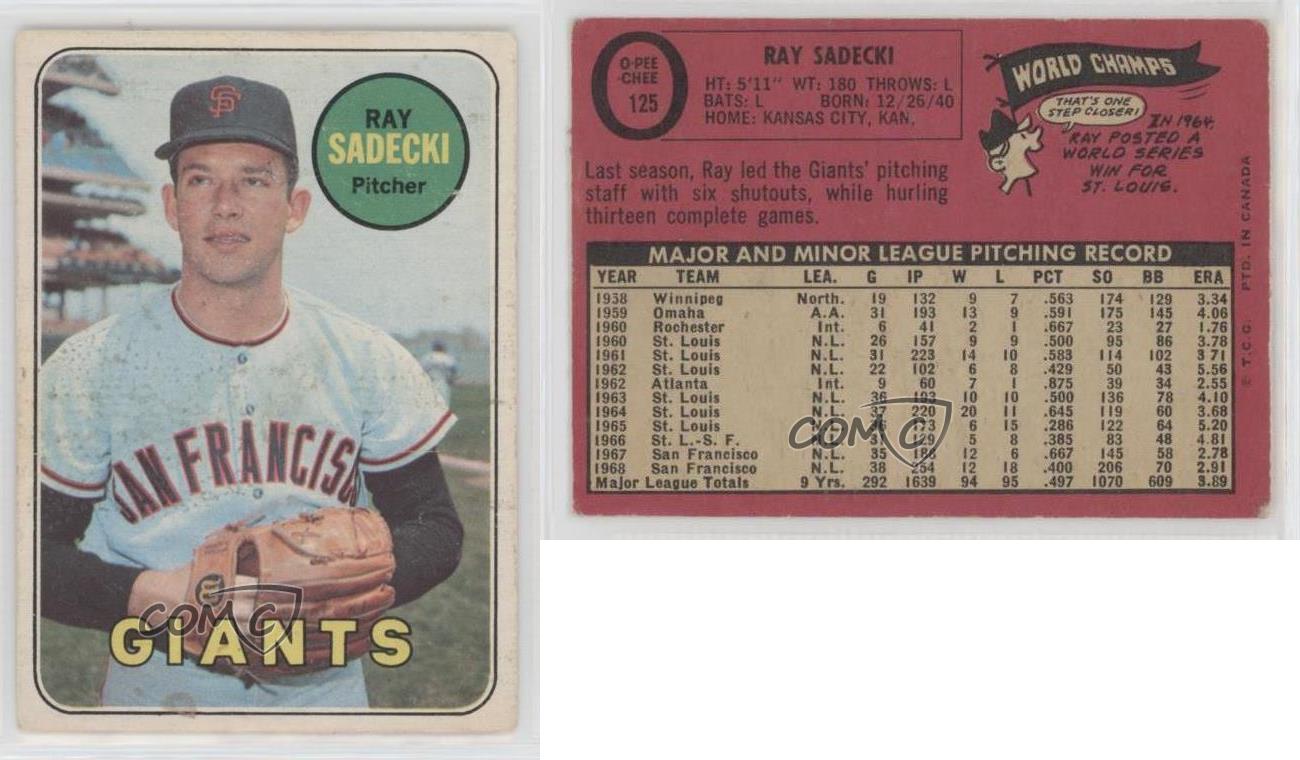 SF
RAY
SADECKI
Pitcher
SAN FRANCISC
COMC
GIANTS
O-PEE
-CHEE
125
RAY SADECKI
HT: 5'11" WT: 180 THROWS: L
BATS: L BORN: 12/26/40
HOME: KANSAS CITY, KAN,
WORLD CHAMPS
THAT'S ONE
STEP CLOSER!
IN 1964,
RAY POSTED A
WORLD SERIES
WIN FOR
ST. LOUIS.
Last season, Ray led the Giants' pitching
staff with six shutouts, while hurling
thirteen complete games.
MAJOR AND MINOR LEAGUE PITCHING RECORD
YEAR TEAM LEA. G IP W L PCT SO BB ERA
1958 Winnipeg North. 19 132 9 7 .563 174 129 3.34
1959 Omaha A.A. 31 193 13 9 .591 175 145 4.06
1960 Rochester Int. 6 41 2 1 .667 23 27 1.76
1960 St. Louis N.L. 26 157 9 9 .500 95 86 3.78
1961 St. Louis N.L. 31 223 14 10 .583 114 102 3.71
1962 St. Louis N.L. 22 102 6 8 .429 50 43 5.56
1962 Atlanta Int. 9 60 7 1 .875 39 34 2.55
1963 St. Louis N.L. 36 193 10 10 .500 136 78 4.10
1964 St. Louis N.L. 37 220 20 11 .645 119 60 3.68
1965 St. Louis N.L. 36 173 6 15 .286 122 64 5.20
1966 St. L.-S. F. N.L. 129 5 8 .385 83 48 4.81
1967 San Francisco N.L. 35 188 12 6 .667 145 58 2.78
1968 San Francisco N.L. 38 254 12 18 .400 206 70 2.91
Major League Totals 9 Yrs. 292 1639 94 95 .497 1070 609 3.89
COMC
© T.C.G. PTD. IN CANADA